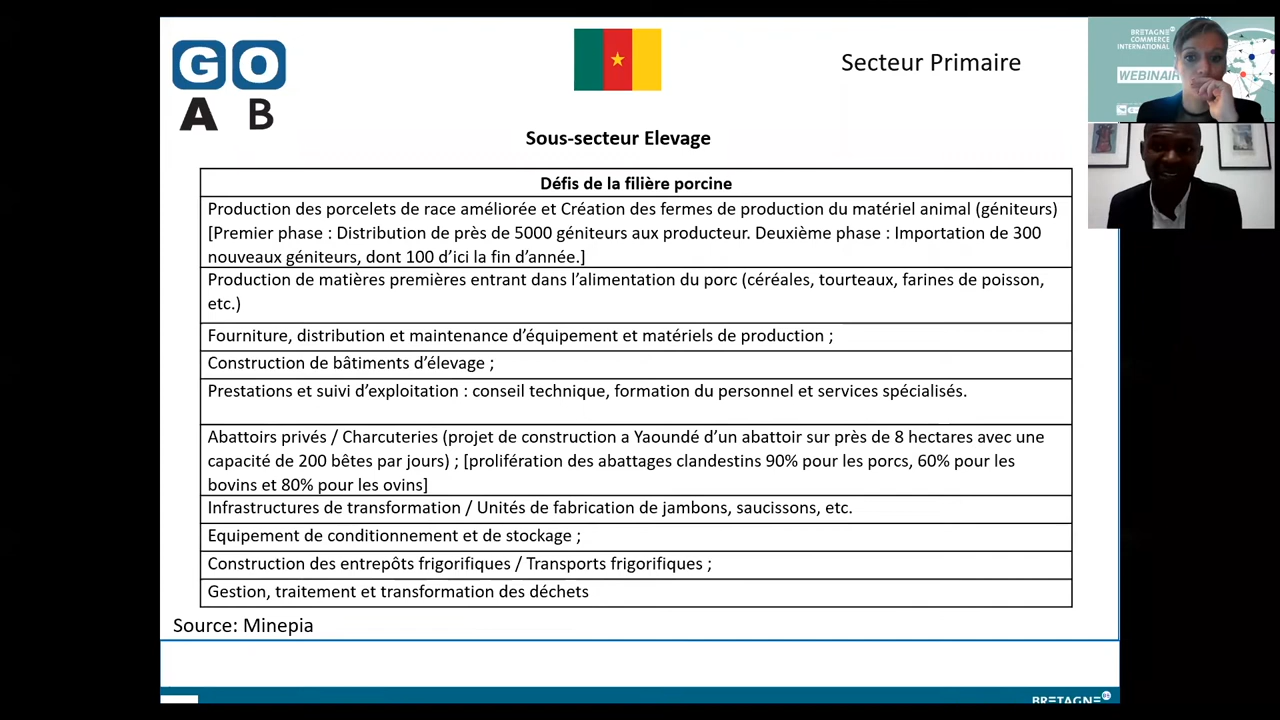 GO
AB
Secteur Primaire
BRETAGNE
COMMERCE
INTERNATIONAL
WEBINAIR
Sous-secteur Elevage
Défis de la filière porcine
Production des porcelets de race améliorée et Création des fermes de production du matériel animal (géniteurs)
[Premier phase : Distribution de près de 5000 géniteurs aux producteur. Deuxième phase : Importation de 300
nouveaux géniteurs, dont 100 d’ici la fin d’année.]
Production de matières premières entrant dans l’alimentation du porc (céréales, tourteaux, farines de poisson,
etc.)
Fourniture, distribution et maintenance d’équipement et matériels de production ;
Construction de bâtiments d’élevage ;
Prestations et suivi d’exploitation : conseil technique, formation du personnel et services spécialisés.
Abattoirs privés / Charcuteries (projet de construction a Yaoundé d’un abattoir sur près de 8 hectares avec une
capacité de 200 bêtes par jours) ; [prolifération des abattages clandestins 90% pour les porcs, 60% pour les
bovins et 80% pour les ovins]
Infrastructures de transformation / Unités de fabrication de jambons, saucissons, etc.
Equipement de conditionnement et de stockage ;
Construction des entrepôts frigorifiques / Transports frigorifiques ;
Gestion, traitement et transformation des déchets
Source: Minepia
BRETAGNE